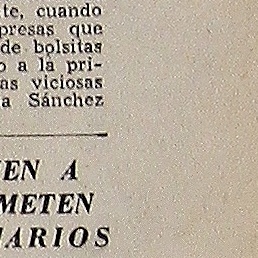 te, cuando
presas que
de bolsitas
o a la pri-
as viciosas
a Sánchez
EN A
METEN
ARIOS